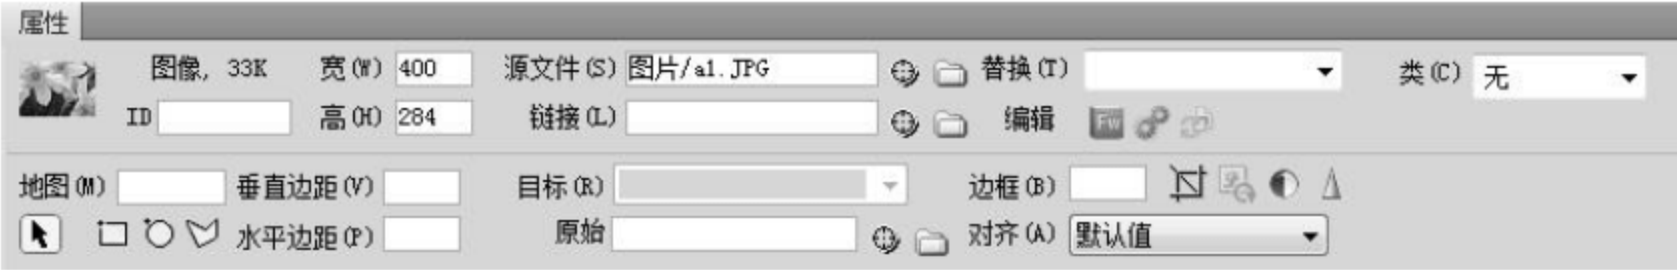 属性
图像, 33K 宽(W) 400 源文件(S) 图片/a1.JPG 替换(T) 类(C) 无
ID 高(H) 284 链接(L) 编辑 Fw
地图(M) 垂直边距(V) 目标(R) 边框(B)
水平边距(P) 原始 对齐(A) 默认值